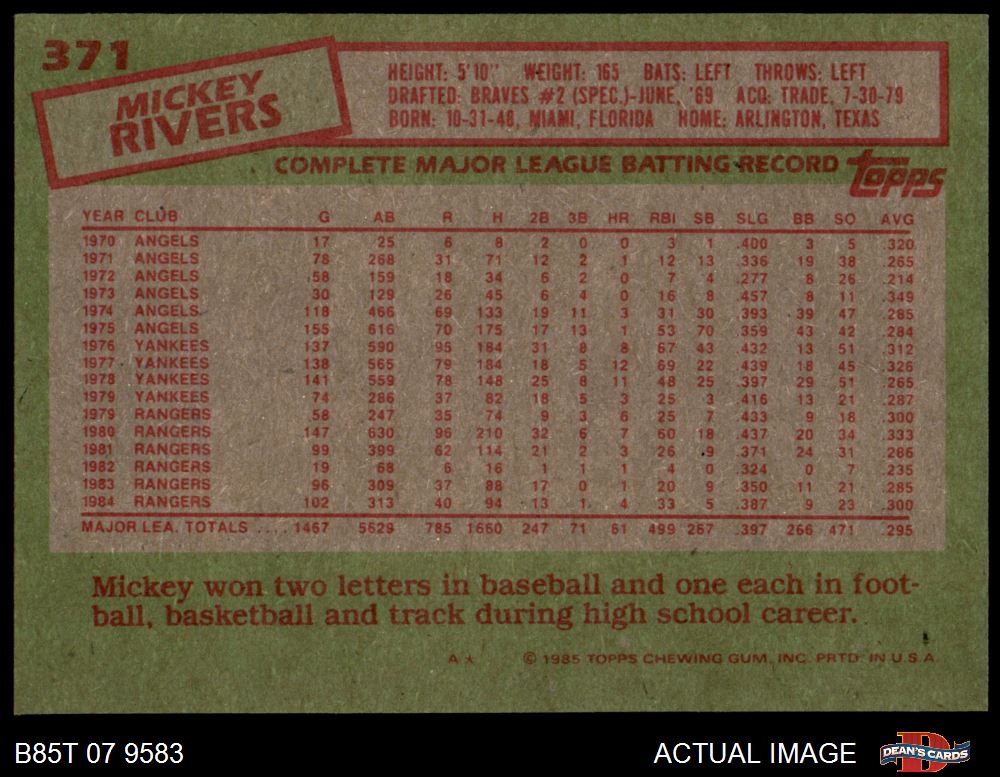 371
MICKEY
RIVERS
HEIGHT: 5'10" WEIGHT: 165 BATS: LEFT THROWS: LEFT
DRAFTED: BRAVES #2 (SPEC.)-JUNE, '69 ACQ: TRADE, 7-30-79
BORN: 10-31-48, MIAMI, FLORIDA HOME: ARLINGTON, TEXAS
COMPLETE MAJOR LEAGUE BATTING RECORD
topps
YEAR CLUB G AB R H 2B 3B HR RBI SB SLG BB SO AVG
1970 ANGELS 17 25 6 8 2 0 0 3 1 .400 3 5 .320
1971 ANGELS 78 268 31 71 12 2 1 12 13 .336 19 38 .265
1972 ANGELS 58 159 18 34 6 2 0 7 4 .277 8 26 .214
1973 ANGELS 30 129 26 45 6 4 0 16 8 .457 8 11 .349
1974 ANGELS 118 466 69 133 19 11 3 31 30 .393 39 47 .285
1975 ANGELS 155 616 70 175 17 13 1 53 70 .359 43 42 .284
1976 YANKEES 137 590 95 184 31 8 8 67 43 .432 13 51 .312
1977 YANKEES 138 565 79 184 18 5 12 69 22 .439 18 45 .326
1978 YANKEES 141 559 78 148 25 8 11 48 25 .397 29 51 .265
1979 YANKEES 74 286 37 82 18 5 3 25 3 .416 13 21 .287
1979 RANGERS 58 247 35 74 9 3 6 25 7 .433 9 18 .300
1980 RANGERS 147 630 96 210 32 6 7 60 18 .437 20 34 .333
1981 RANGERS 99 399 62 114 21 2 3 26 9 .371 24 31 .286
1982 RANGERS 19 68 6 16 1 1 1 4 0 .324 0 7 .235
1983 RANGERS 96 309 37 88 17 0 1 20 9 .350 11 21 .285
1984 RANGERS 102 313 40 94 13 1 4 33 5 .387 9 23 .300
MAJOR LEA. TOTALS .... 1467 5629 785 1660 247 71 61 499 267 .397 266 471 .295
Mickey won two letters in baseball and one each in foot-
ball, basketball and track during high school career.
A* © 1985 TOPPS CHEWING GUM, INC. PRTD. IN U.S.A.
B85T 07 9583 ACTUAL IMAGE D DEAN'S CARDS